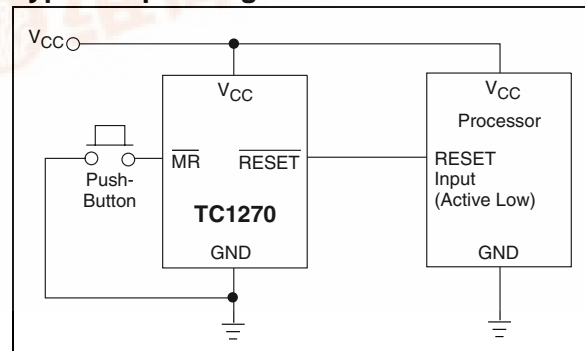 VCC
VCC
MR
RESET
Push-
Button
TC1270
GND
VCC
Processor
RESET
Input
(Active Low)
GND